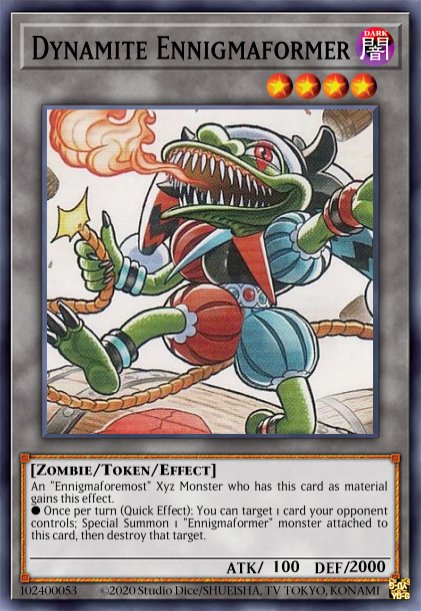 DYNAMITE ENNIGMAFORMER
DARK
闇
[ZOMBIE/TOKEN/EFFECT]
An "Ennigmaforemost" Xyz Monster who has this card as material
gains this effect.
● Once per turn (Quick Effect): You can target 1 card your opponent
controls; Special Summon 1 "Ennigmaformer" monster attached to
this card, then destroy that target.
ATK/ 100 DEF/2000
102400053 ©2020 Studio Dice/SHUEISHA, TV TOKYO, KONAMI